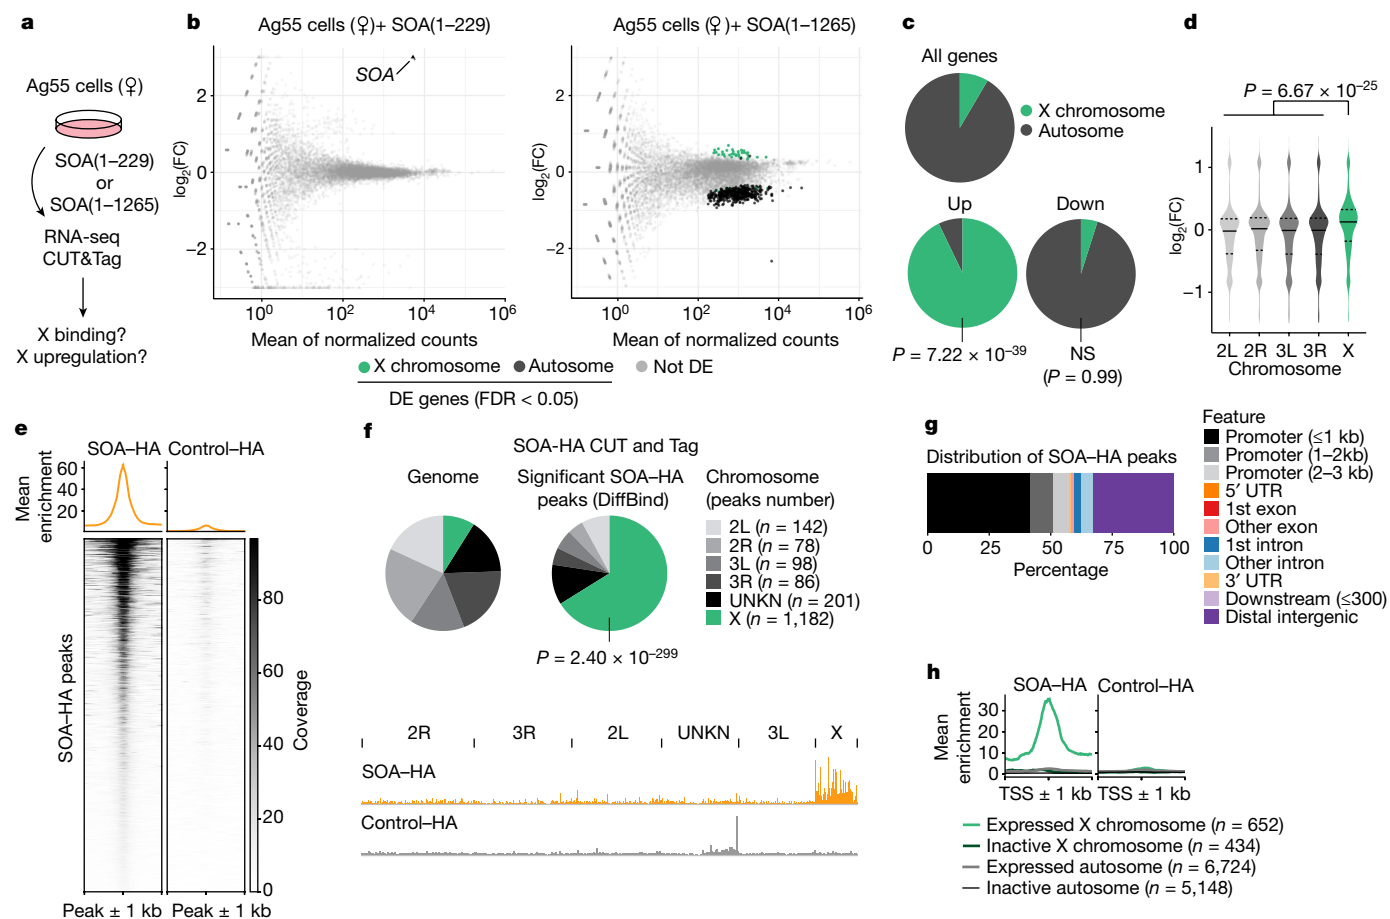 a
Ag55 cells (♀)
SOA(1–229)
or
SOA(1–1265)
RNA-seq
CUT&Tag
X binding?
X upregulation?
b
Ag55 cells (♀)+ SOA(1–229)
SOA
log2(FC)
2
0
−2
10^0
10^2
10^4
10^6
Mean of normalized counts
Ag55 cells (♀)+ SOA(1–1265)
log2(FC)
2
0
−2
10^0
10^2
10^4
10^6
Mean of normalized counts
X chromosome
Autosome
Not DE
DE genes (FDR < 0.05)
c
All genes
X chromosome
Autosome
Up
Down
P = 7.22 × 10^−39
NS
(P = 0.99)
d
P = 6.67 × 10^−25
log2(FC)
1
0
−1
2L 2R 3L 3R X
Chromosome
e
SOA–HA Control–HA
Mean
enrichment
60
40
20
SOA–HA peaks
80
60
40
20
0
Coverage
Peak ± 1 kb Peak ± 1 kb
f
SOA-HA CUT and Tag
Genome
Significant SOA–HA
peaks (DiffBind)
P = 2.40 × 10^−299
Chromosome
(peaks number)
2L (n = 142)
2R (n = 78)
3L (n = 98)
3R (n = 86)
UNKN (n = 201)
X (n = 1,182)
2R 3R 2L UNKN 3L X
SOA–HA
Control–HA
g
Distribution of SOA–HA peaks
0 25 50 75 100
Percentage
Feature
Promoter (≤1 kb)
Promoter (1–2kb)
Promoter (2–3 kb)
5′ UTR
1st exon
Other exon
1st intron
Other intron
3′ UTR
Downstream (≤300)
Distal intergenic
h
SOA–HA Control–HA
Mean
enrichment
30
20
10
0
TSS ± 1 kb TSS ± 1 kb
Expressed X chromosome (n = 652)
Inactive X chromosome (n = 434)
Expressed autosome (n = 6,724)
Inactive autosome (n = 5,148)